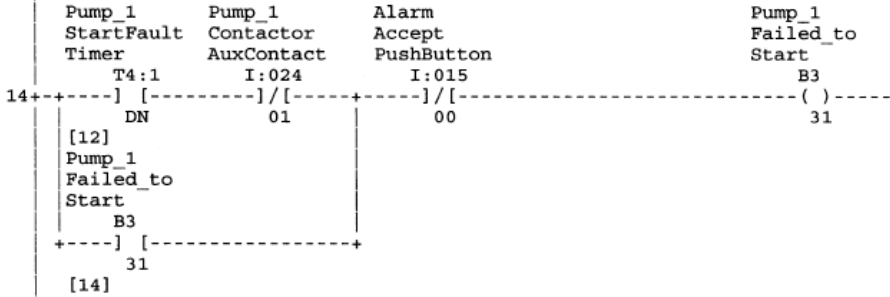 Pump_1 Pump_1 Alarm Pump_1
StartFault Contactor Accept Failed_to
Timer AuxContact PushButton Start
T4:1 I:024 I:015 B3
14+-+----] [---------]/[-----+-----]/[-----------------------------( )-----
DN 01 00 31
[12]
Pump_1
Failed_to
Start
B3
+----] [-----------------+
31
[14]